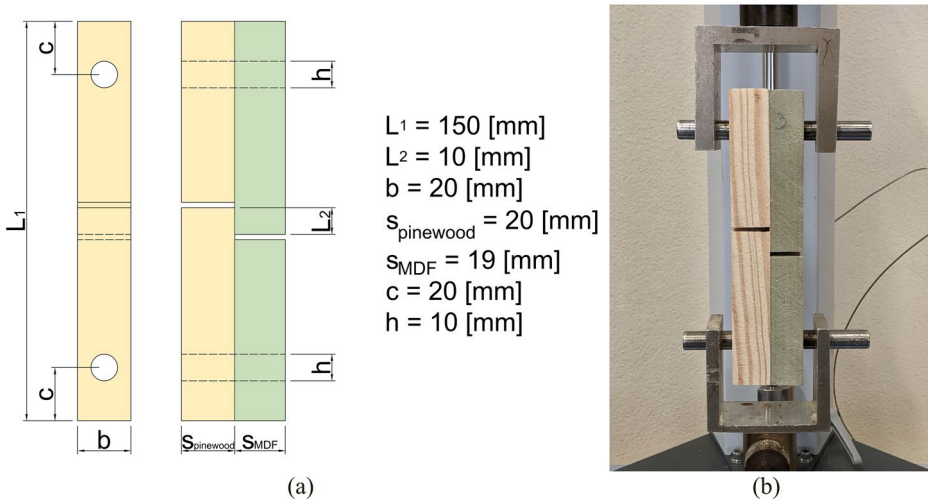 c
h
L1
L2
h
c
b
Spinewood
SMDF
L1 = 150 [mm]
L2 = 10 [mm]
b = 20 [mm]
spinewood = 20 [mm]
sMDF = 19 [mm]
c = 20 [mm]
h = 10 [mm]
(a)
(b)